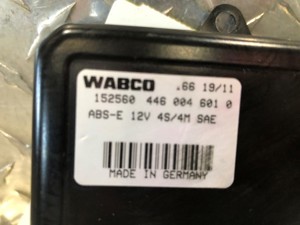 WABCO .66 19/11
152560 446 004 601 0
ABS-E 12V 4S/4M SAE
MADE IN GERMANY